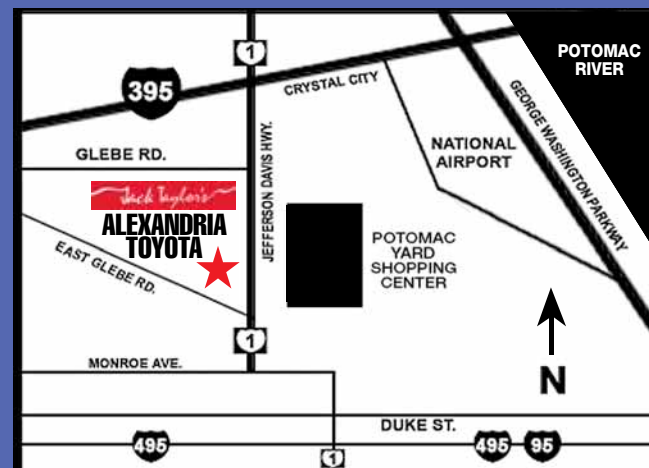 1
POTOMAC
RIVER
395
CRYSTAL CITY
GEORGE WASHINGTON PARKWAY
JEFFERSON DAVIS HWY.
GLEBE RD.
NATIONAL
AIRPORT
Jack Taylor's
ALEXANDRIA
TOYOTA
EAST GLEBE RD.
POTOMAC
YARD
SHOPPING
CENTER
1
MONROE AVE.
N
DUKE ST.
495
1
495
95